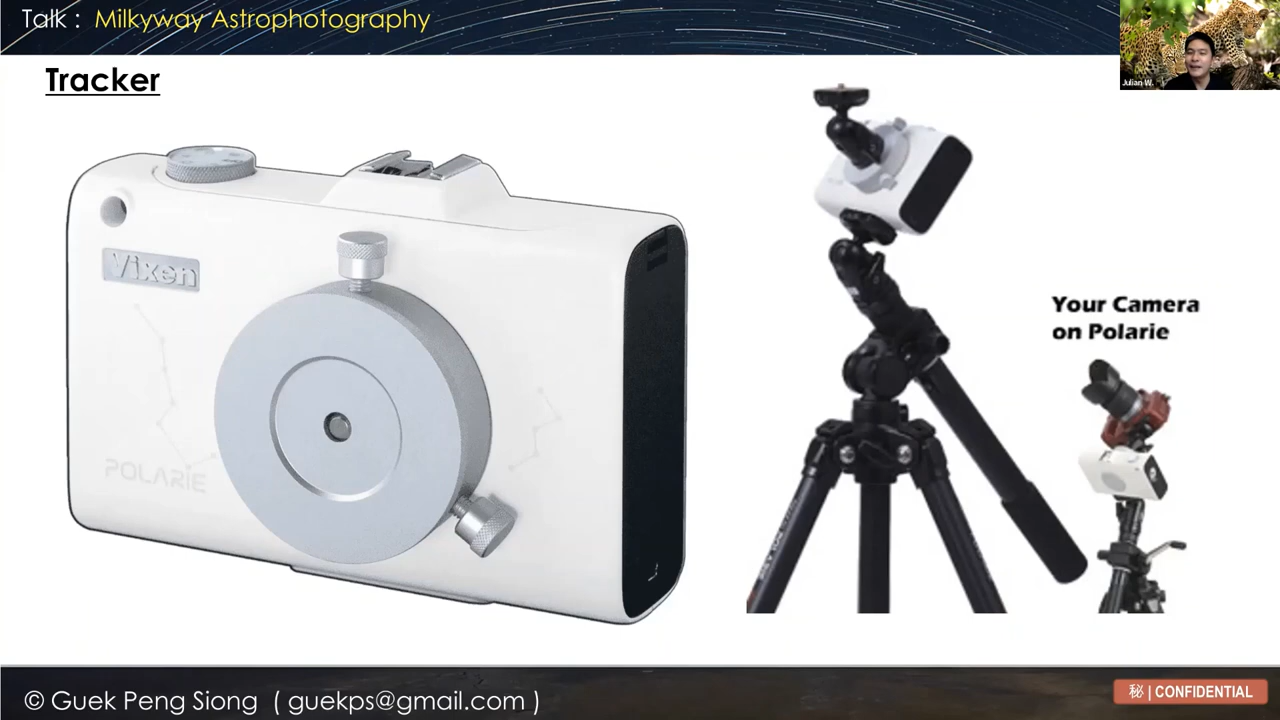 Talk : Milkyway Astrophotography
Julian W.
Tracker
Vixen
POLARIE
Your Camera
on Polarie
© Guek Peng Siong ( guekps@gmail.com )
秘 | CONFIDENTIAL